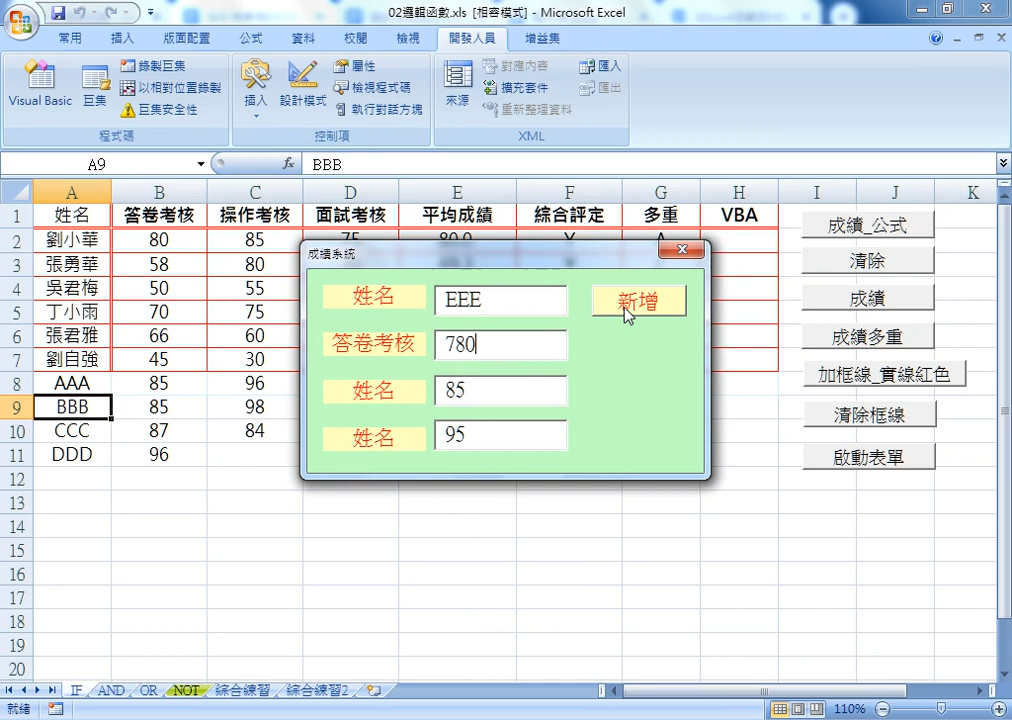 02邏輯函數.xls [相容模式] - Microsoft Excel
常用 插入 版面配置 公式 資料 校閱 檢視 開發人員 增益集
Visual Basic 巨集 錄製巨集 以相對位置錄製 巨集安全性 程式碼
插入 設計模式 屬性 檢視程式碼 執行對話方塊 控制項
來源 對應內容 擴充套件 重新整理資料 匯入 匯出 XML
A9 fx BBB
A B C D E F G H I J K
1 姓名 答卷考核 操作考核 面試考核 平均成績 綜合評定 多重 VBA
2 劉小華 80 85
3 張勇華 58 80
4 吳君梅 50 55
5 丁小雨 70 75
6 張君雅 66 60
7 劉自強 45 30
8 AAA 85 96
9 BBB 85 98
10 CCC 87 84
11 DDD 96
12
13
14
15
16
17
18
19
20
成績系統
姓名 EEE 新增
答卷考核 780
姓名 85
姓名 95
成績_公式
清除
成績
成績多重
加框線_實線紅色
清除框線
啟動表單
IF AND OR NOT 綜合練習 綜合練習2
就緒 110%